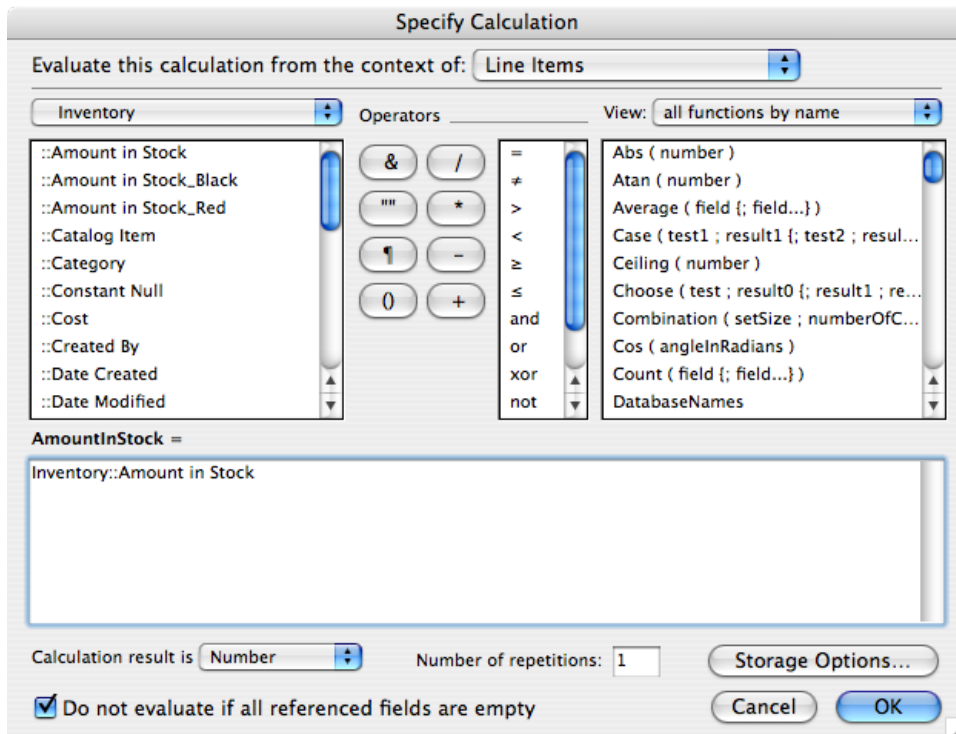 Specify Calculation
Evaluate this calculation from the context of: Line Items
Inventory
Operators
View: all functions by name
::Amount in Stock
::Amount in Stock_Black
::Amount in Stock_Red
::Catalog Item
::Category
::Constant Null
::Cost
::Created By
::Date Created
::Date Modified
& /
"" *
¶ –
() +
=
≠
>
<
≥
≤
and
or
xor
not
Abs ( number )
Atan ( number )
Average ( field {; field...} )
Case ( test1 ; result1 {; test2 ; resul...
Ceiling ( number )
Choose ( test ; result0 {; result1 ; re...
Combination ( setSize ; numberOfC...
Cos ( angleInRadians )
Count ( field {; field...} )
DatabaseNames
AmountInStock =
Inventory::Amount in Stock
Calculation result is Number
Number of repetitions: 1
Storage Options...
Do not evaluate if all referenced fields are empty
Cancel
OK